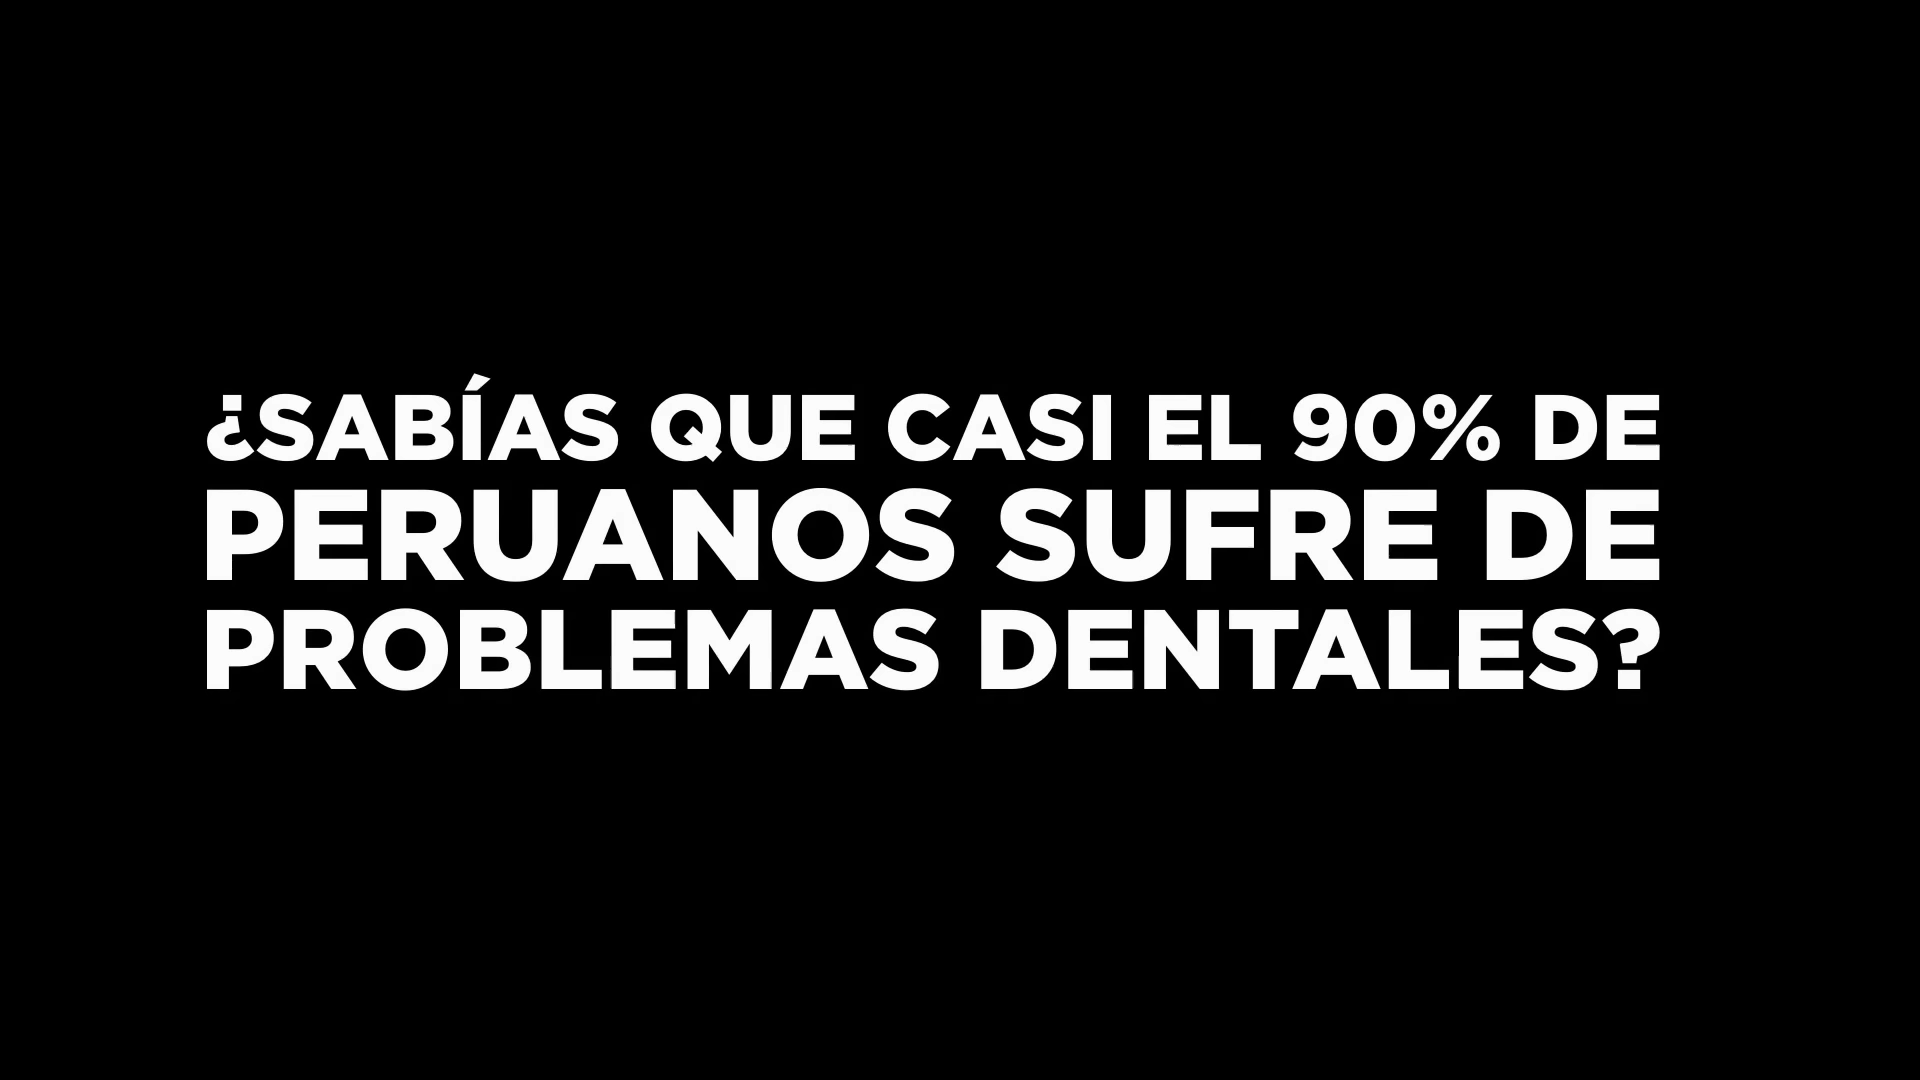 ¿SABÍAS QUE CASI EL 90% DE
PERUANOS SUFRE DE
PROBLEMAS DENTALES?